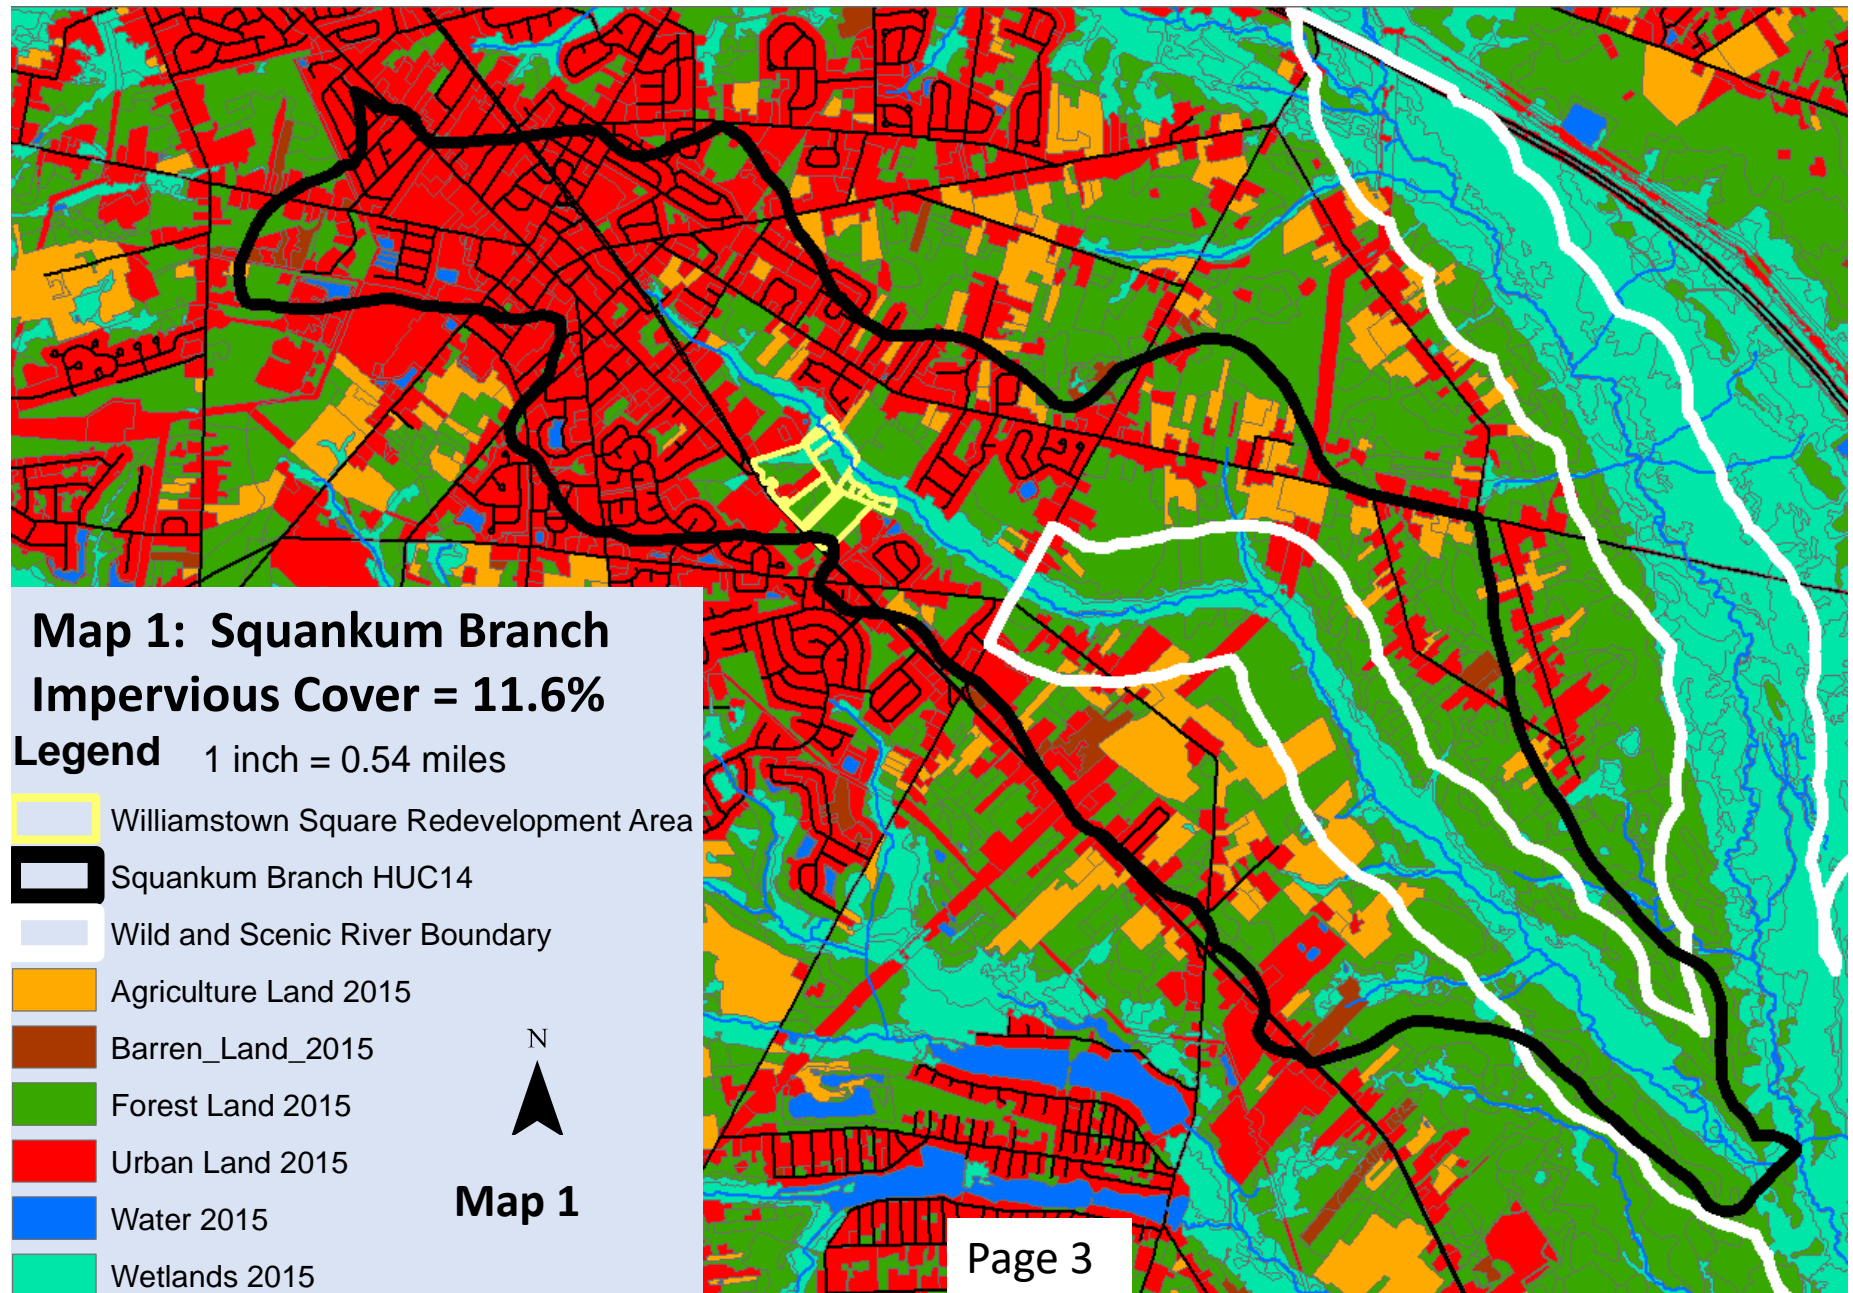 Map 1: Squankum Branch
Impervious Cover = 11.6%
Legend 1 inch = 0.54 miles
Williamstown Square Redevelopment Area
Squankum Branch HUC14
Wild and Scenic River Boundary
Agriculture Land 2015
Barren_Land_2015
Forest Land 2015
Urban Land 2015
Water 2015
Wetlands 2015
N
Map 1
Page 3